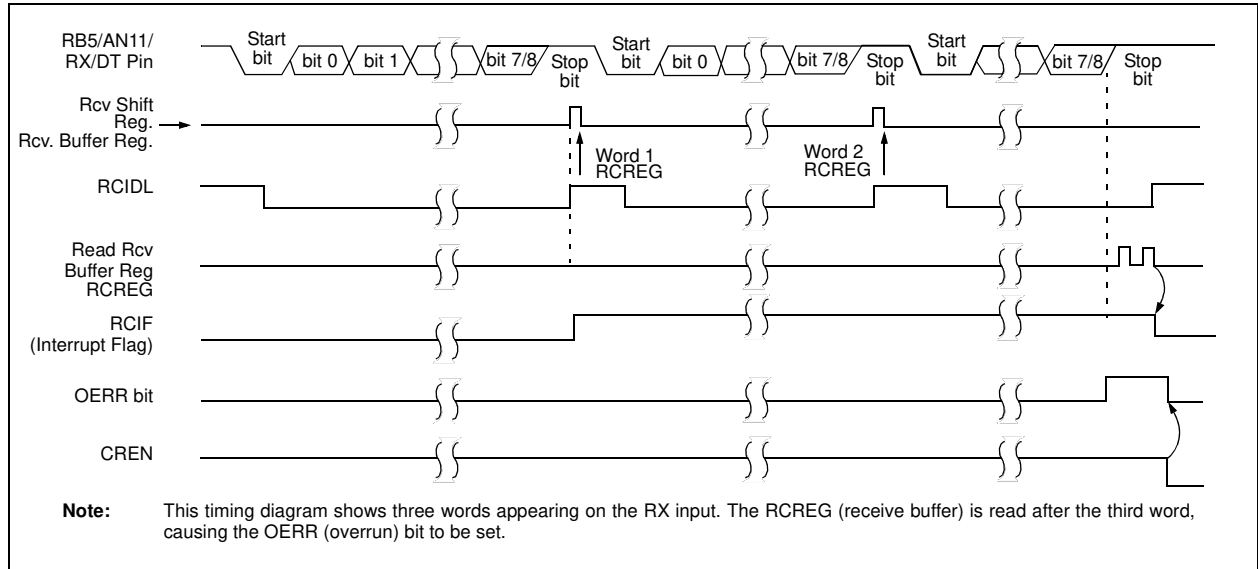 RB5/AN11/
RX/DT Pin
Start
bit
bit 0
bit 1
bit 7/8
Stop
bit
Start
bit
bit 0
bit 7/8
Stop
bit
Start
bit
bit 7/8
Stop
bit
Rcv Shift
Reg.
Rcv. Buffer Reg.
Word 1
RCREG
Word 2
RCREG
RCIDL
Read Rcv
Buffer Reg
RCREG
RCIF
(Interrupt Flag)
OERR bit
CREN
Note: This timing diagram shows three words appearing on the RX input. The RCREG (receive buffer) is read after the third word,
causing the OERR (overrun) bit to be set.